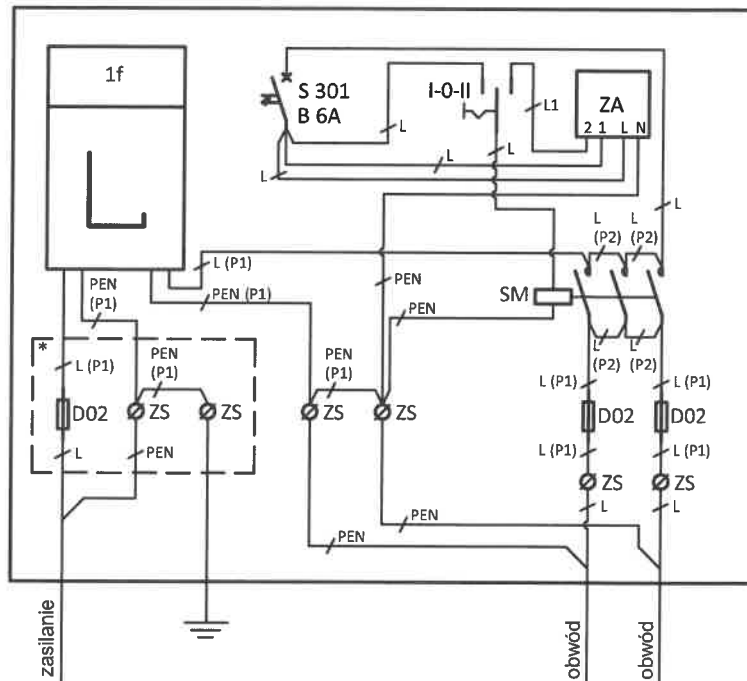 1f
S 301
B 6A
I-0-II
ZA
2 1 L N
L
L1
L
L
L
L
L (P1)
L
(P2)
L
(P2)
PEN
(P1)
PEN (P1)
PEN
PEN
SM
*
L (P1)
PEN
(P1)
PEN
(P1)
L
(P2)
L
(P2)
L (P1)
L (P1)
D02
ZS
ZS
ZS
ZS
D02
D02
L
PEN
L (P1)
L (P1)
ZS
ZS
L
L
PEN
PEN
zasilanie
obwód
obwód